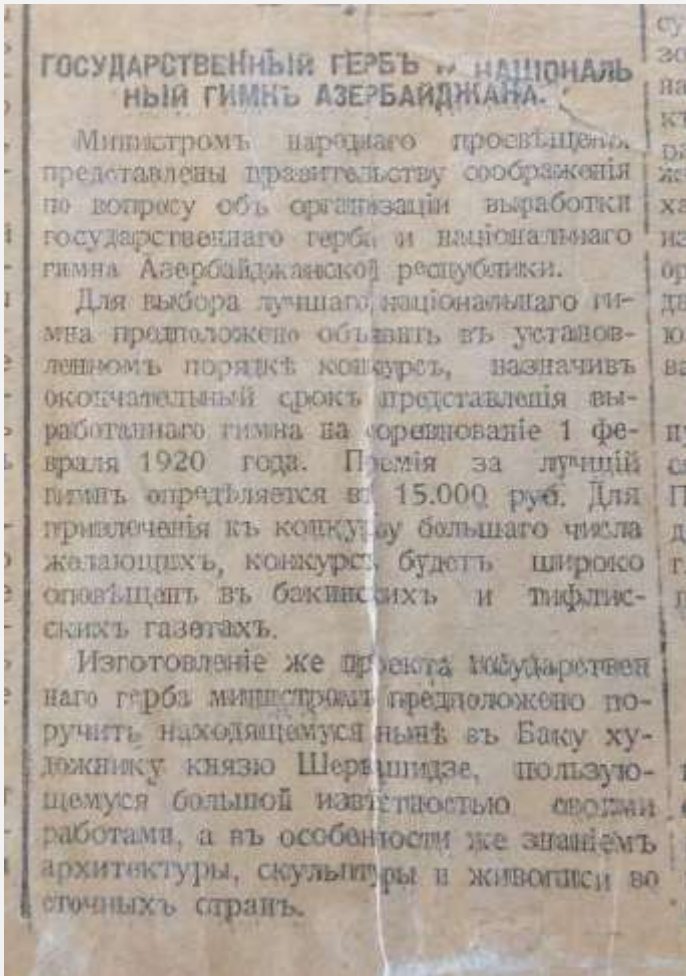 ГОСУДАРСТВЕННЫЙ ГЕРБЪ И НАЦІОНАЛЬ
НЫЙ ГИМНЪ АЗЕРБАЙДЖАНА.
Министромъ народнаго просвѣщенія
представлены правительству соображенія
по вопросу объ организаціи выработки
государственнаго герба и національнаго
гимна Азербайджанской республики.
Для выбора лучшаго національнаго ги-
мна предположено объявить въ установ-
ленномъ порядкѣ конкурсъ, назначивъ
окончательный срокъ представленія вы-
работаннаго гимна на соревнованіе 1 фе-
враля 1920 года. Премія за лучшій
гимнъ опредѣляется въ 15.000 руб. Для
привлеченія къ конкурсу большаго числа
желающихъ, конкурсъ будетъ широко
оповѣщенъ въ бакинскихъ и тифлис-
скихъ газетахъ.
Изготовленіе же проекта государствен
наго герба министромъ предположено по-
ручить находящемуся нынѣ въ Баку ху-
дожнику князю Шервашидзе, пользую-
щемуся большой извѣстностью своими
работами, а въ особенности же знаніемъ
архитектуры, скульптуры и живописи во
сточныхъ странъ.